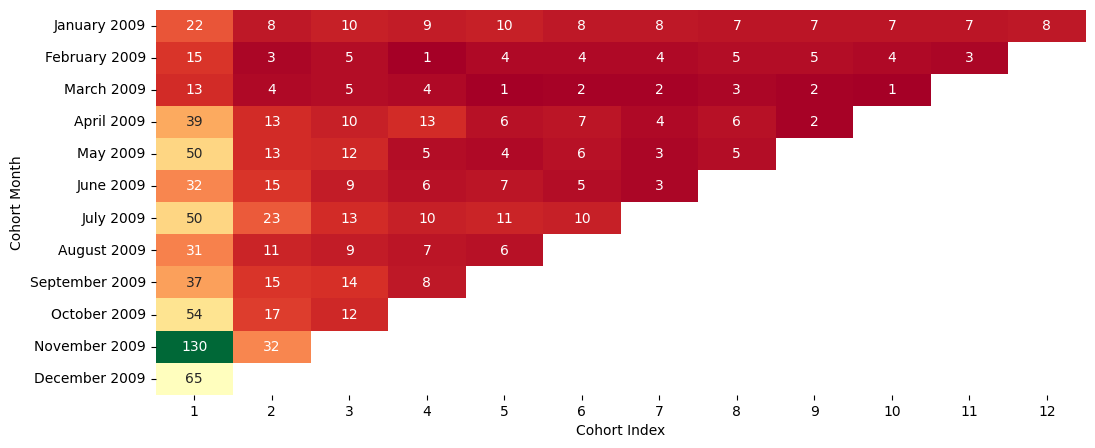 January 2009 22 8 10 9 10 8 8 7 7 7 7 8
February 2009 15 3 5 1 4 4 4 5 5 4 3
March 2009 13 4 5 4 1 2 2 3 2 1
April 2009 39 13 10 13 6 7 4 6 2
May 2009 50 13 12 5 4 6 3 5
June 2009 32 15 9 6 7 5 3
July 2009 50 23 13 10 11 10
August 2009 31 11 9 7 6
September 2009 37 15 14 8
October 2009 54 17 12
November 2009 130 32
December 2009 65
1 2 3 4 5 6 7 8 9 10 11 12
Cohort Index
Cohort Month